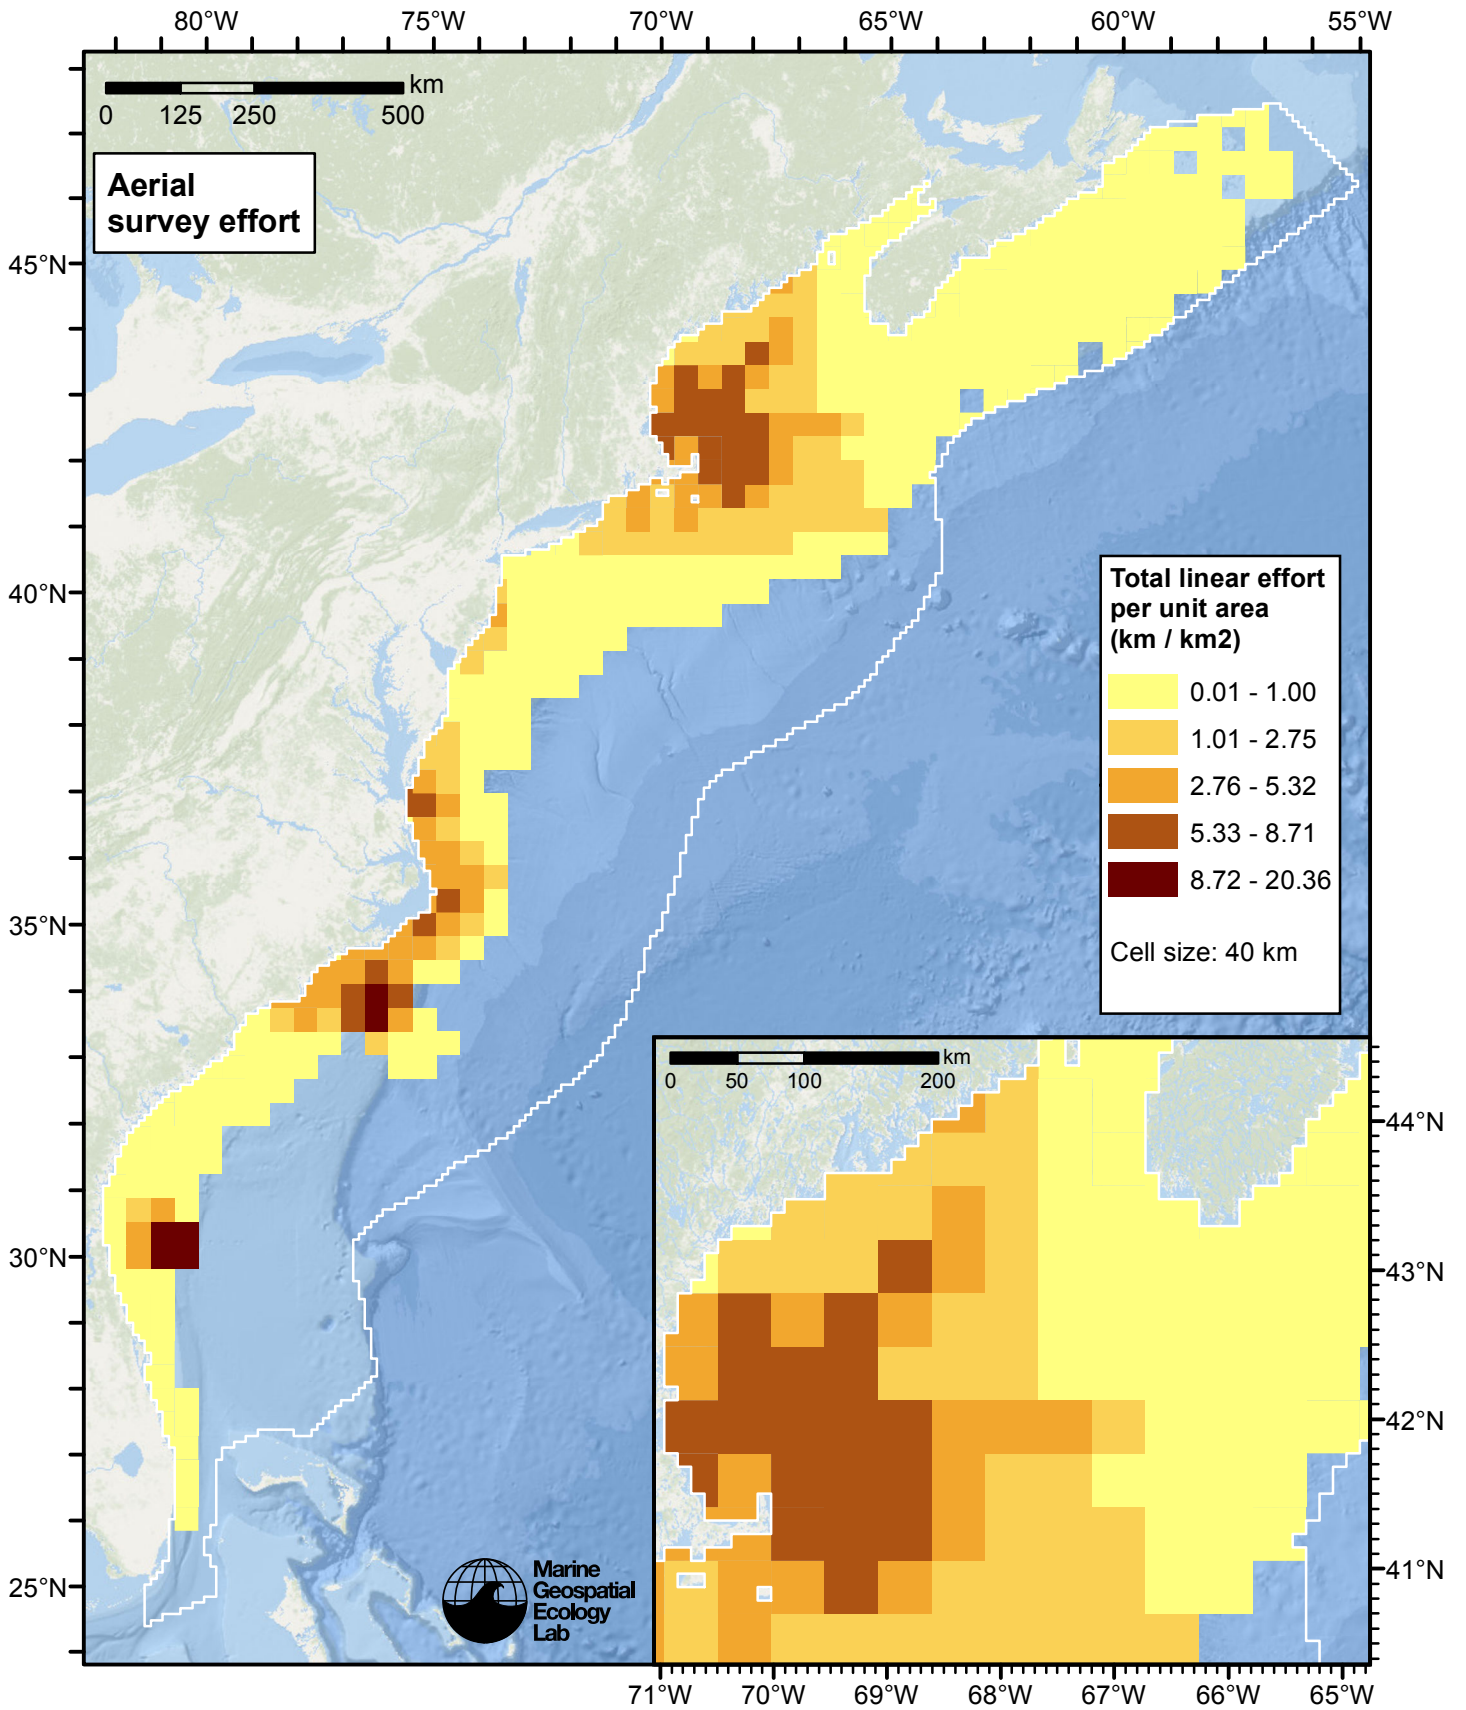 80°W 75°W 70°W 65°W 60°W 55°W
km
0 125 250 500
Aerial
survey effort
45°N
40°N
35°N
30°N
25°N
Total linear effort
per unit area
(km / km2)
0.01 - 1.00
1.01 - 2.75
2.76 - 5.32
5.33 - 8.71
8.72 - 20.36
Cell size: 40 km
km
0 50 100 200
44°N
43°N
42°N
41°N
Marine
Geospatial
Ecology
Lab
71°W 70°W 69°W 68°W 67°W 66°W 65°W